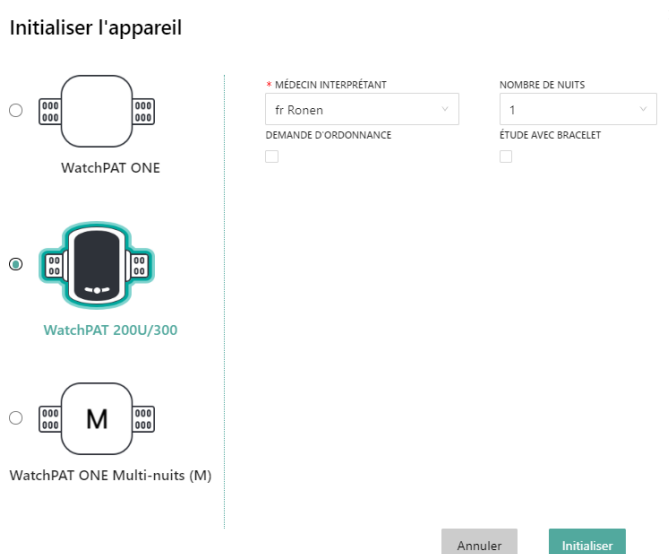 Initialiser l'appareil
WatchPAT ONE
WatchPAT 200U/300
M
WatchPAT ONE Multi-nuits (M)
* MÉDECIN INTERPRÉTANT
fr Ronen
NOMBRE DE NUITS
1
DEMANDE D'ORDONNANCE
ÉTUDE AVEC BRACELET
Annuler
Initialiser